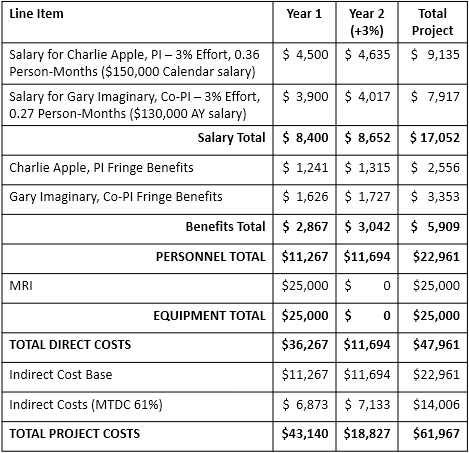 Line Item Year 1 Year 2 (+3%) Total Project
Salary for Charlie Apple, PI – 3% Effort, 0.36 Person-Months ($150,000 Calendar salary) $ 4,500 $ 4,635 $ 9,135
Salary for Gary Imaginary, Co-PI – 3% Effort, 0.27 Person-Months ($130,000 AY salary) $ 3,900 $ 4,017 $ 7,917
Salary Total $ 8,400 $ 8,652 $ 17,052
Charlie Apple, PI Fringe Benefits $ 1,241 $ 1,315 $ 2,556
Gary Imaginary, Co-PI Fringe Benefits $ 1,626 $ 1,727 $ 3,353
Benefits Total $ 2,867 $ 3,042 $ 5,909
PERSONNEL TOTAL $11,267 $11,694 $22,961
MRI $25,000 $ 0 $25,000
EQUIPMENT TOTAL $25,000 $ 0 $25,000
TOTAL DIRECT COSTS $36,267 $11,694 $47,961
Indirect Cost Base $11,267 $11,694 $22,961
Indirect Costs (MTDC 61%) $ 6,873 $ 7,133 $14,006
TOTAL PROJECT COSTS $43,140 $18,827 $61,967